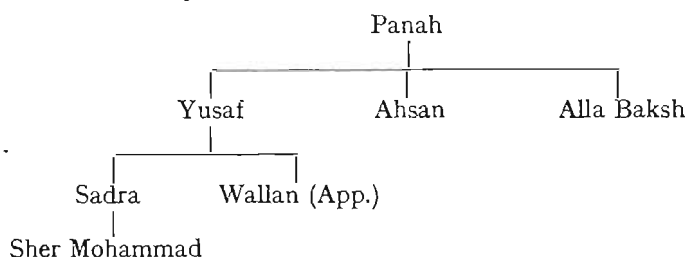 Panah
Yusaf Ahsan Alla Baksh
Sadra Wallan (App.)
Sher Mohammad